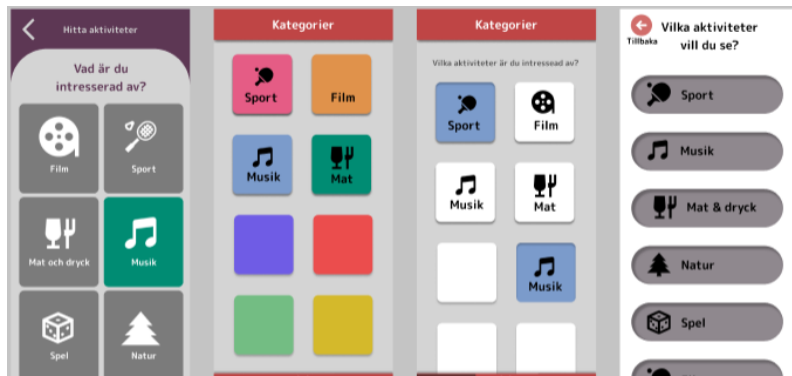 Hitta aktiviteter
Vad är du
intresserad av?
Film
Sport
Mat och dryck
Musik
Spel
Natur
Kategorier
Sport
Film
Musik
Mat
Kategorier
Vilka aktiviteter är du intressead av?
Sport
Film
Musik
Mat
Musik
Tillbaka
Vilka aktiviteter
vill du se?
Sport
Musik
Mat & dryck
Natur
Spel